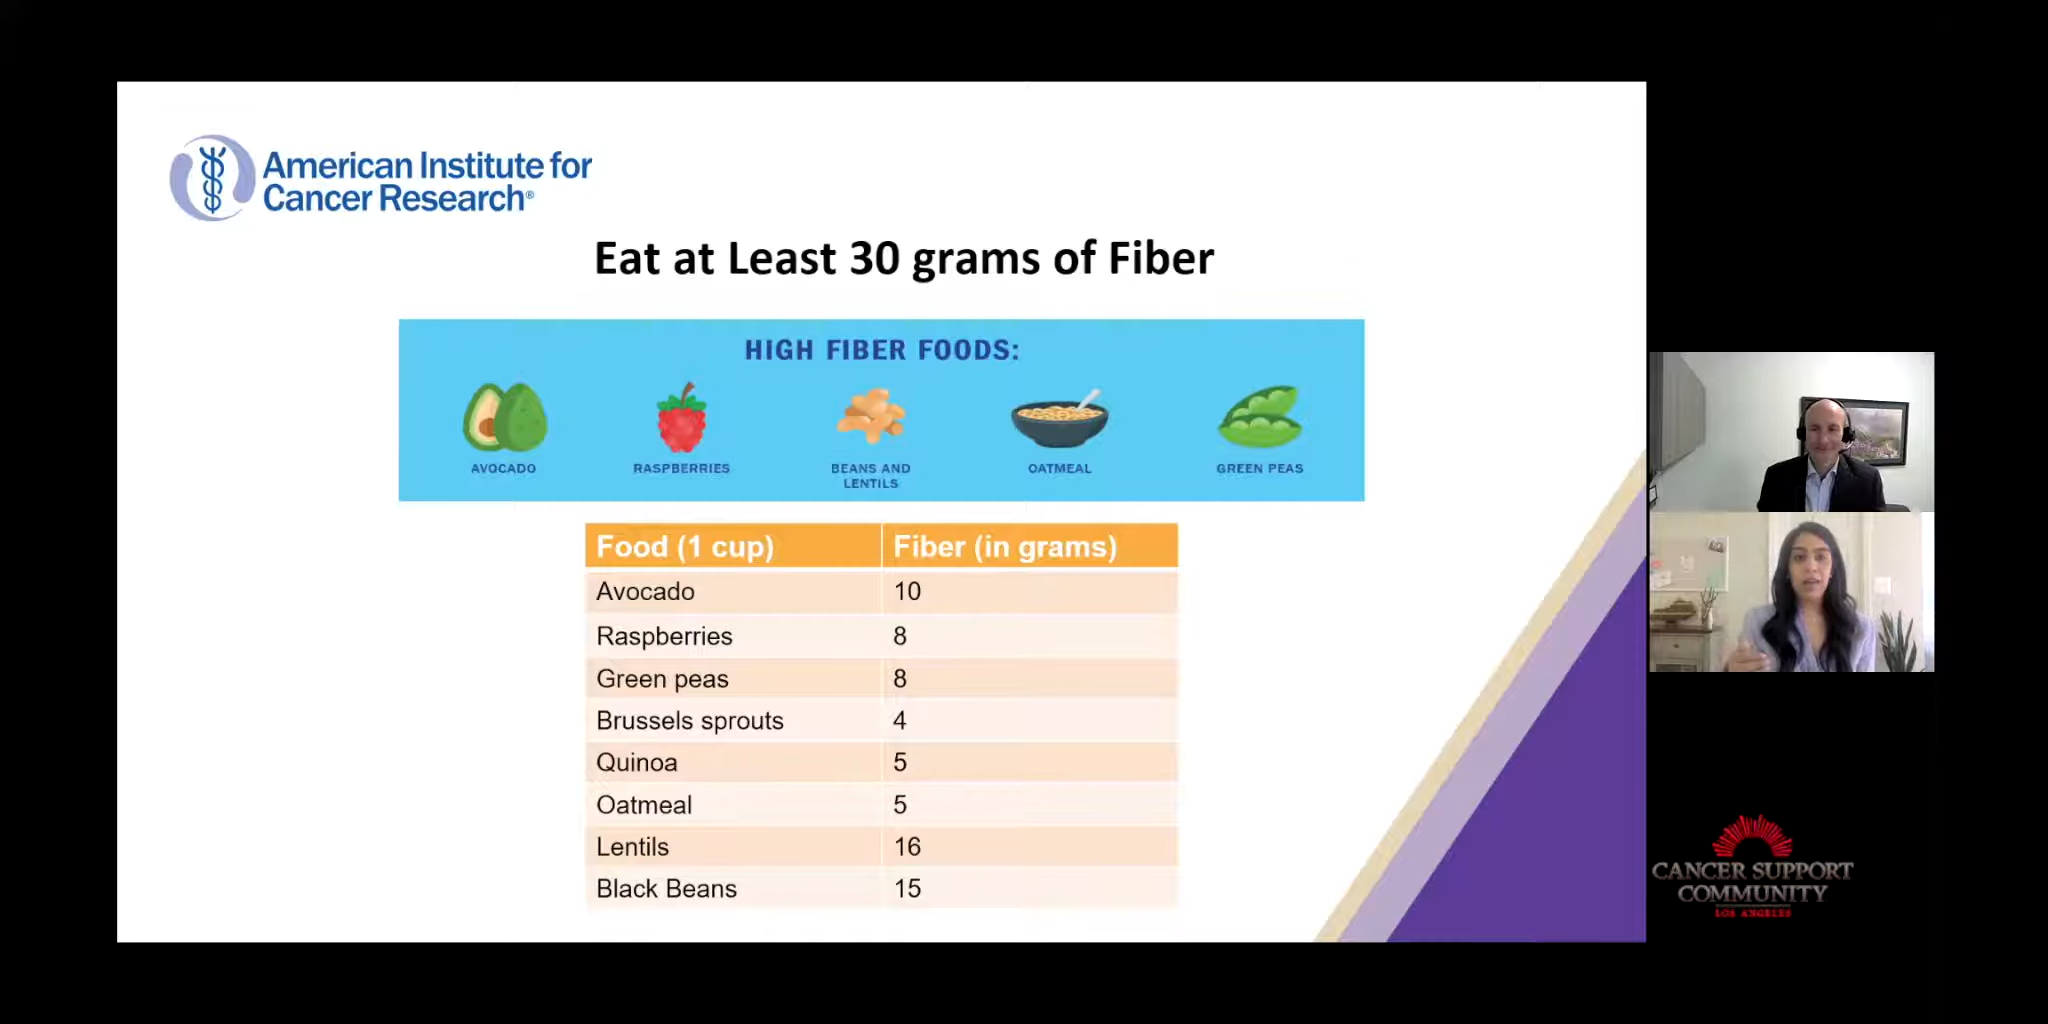 American Institute for
Cancer Research®
Eat at Least 30 grams of Fiber
HIGH FIBER FOODS:
AVOCADO
RASPBERRIES
BEANS AND
LENTILS
OATMEAL
GREEN PEAS
Food (1 cup) Fiber (in grams)
Avocado 10
Raspberries 8
Green peas 8
Brussels sprouts 4
Quinoa 5
Oatmeal 5
Lentils 16
Black Beans 15
CANCER SUPPORT
COMMUNITY
LOS ANGELES